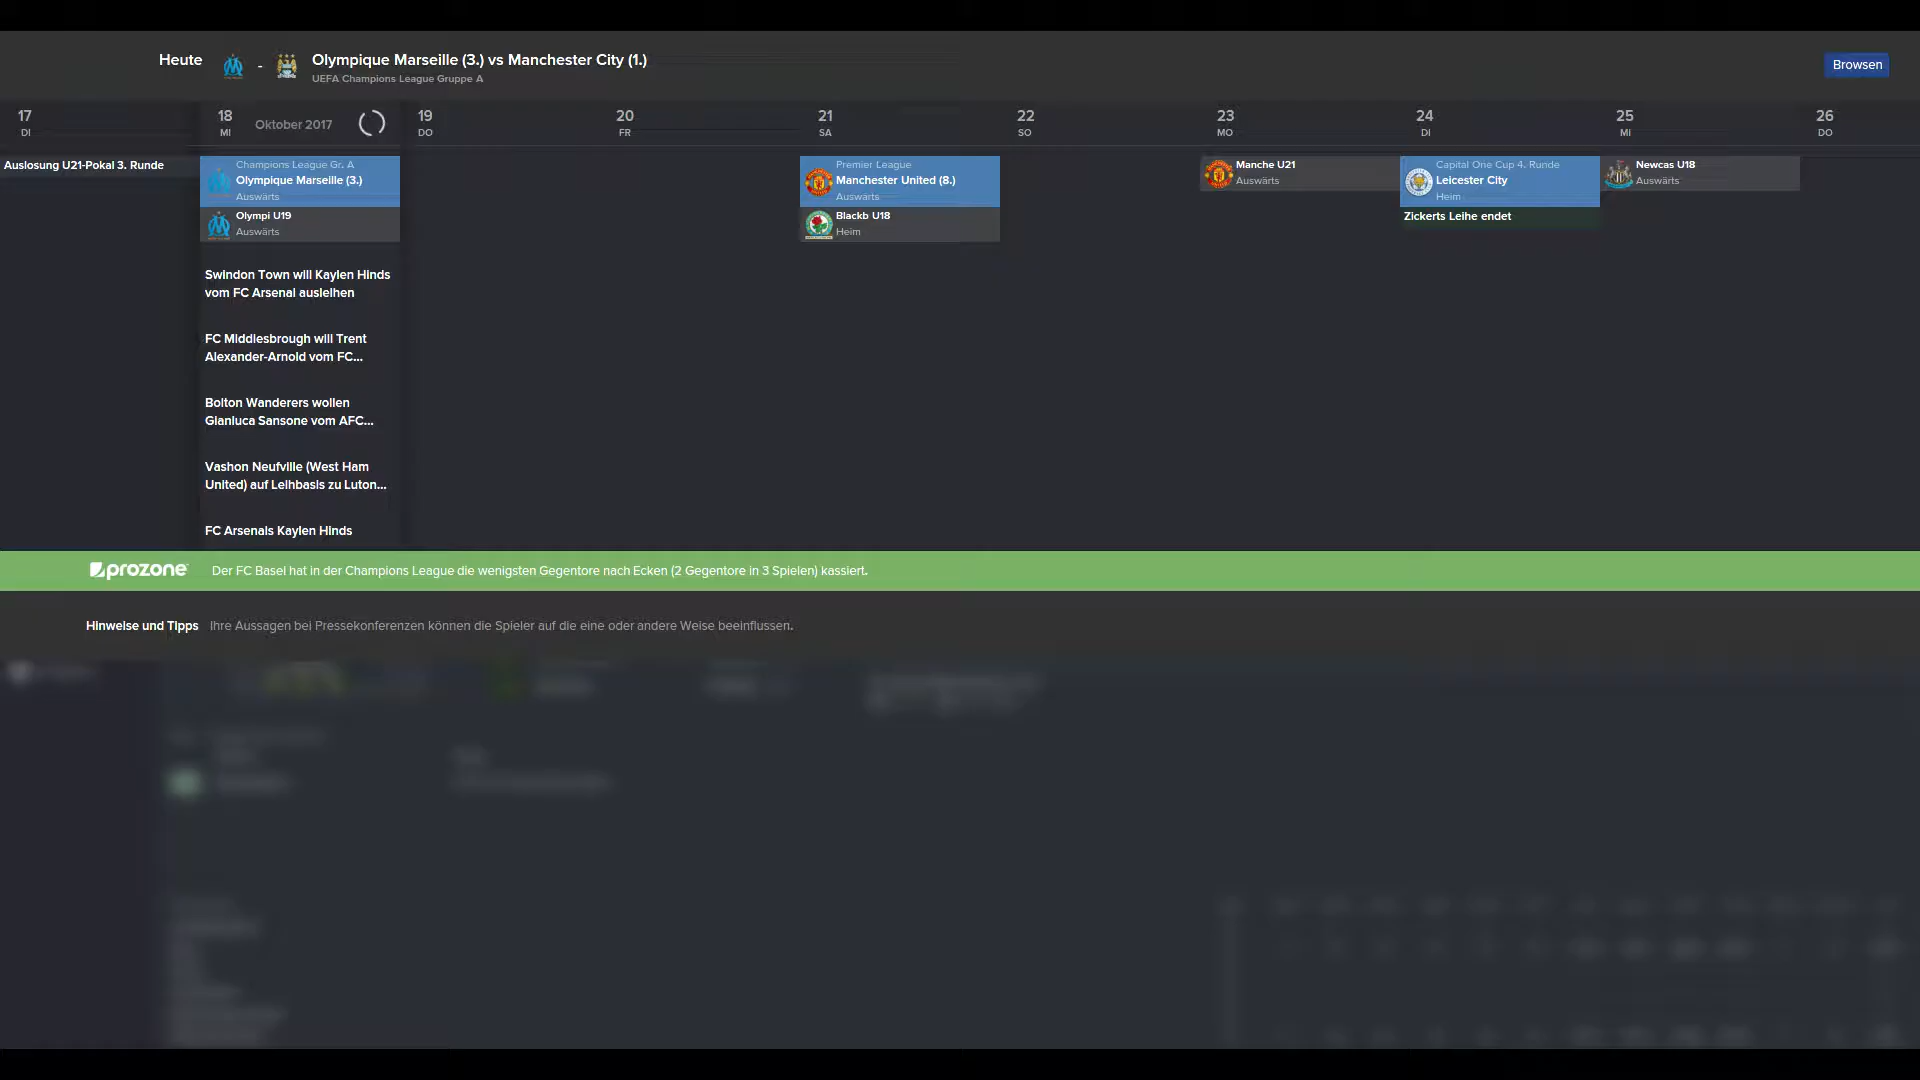 Heute - Olympique Marseille (3.) vs Manchester City (1.)
UEFA Champions League Gruppe A
Browsen
17 18 19 20 21 22 23 24 25 26
DI MI Oktober 2017 DO FR SA SO MO DI MI DO
Auslosung U21-Pokal 3. Runde
Champions League Gr. A
Olympique Marseille (3.)
Auswärts
Olympi U19
Auswärts
Swindon Town will Kaylen Hinds
vom FC Arsenal ausleihen
FC Middlesbrough will Trent
Alexander-Arnold vom FC...
Bolton Wanderers wollen
Gianluca Sansone vom AFC...
Vashon Neufville (West Ham
United) auf Leihbasis zu Luton...
FC Arsenals Kaylen Hinds
Premier League
Manchester United (8.)
Auswärts
Blackb U18
Heim
Manche U21
Auswärts
Capital One Cup 4. Runde
Leicester City
Heim
Zickerts Leihe endet
Newcas U18
Auswärts
prozone Der FC Basel hat in der Champions League die wenigsten Gegentore nach Ecken (2 Gegentore in 3 Spielen) kassiert.
Hinweise und Tipps Ihre Aussagen bei Pressekonferenzen können die Spieler auf die eine oder andere Weise beeinflussen.